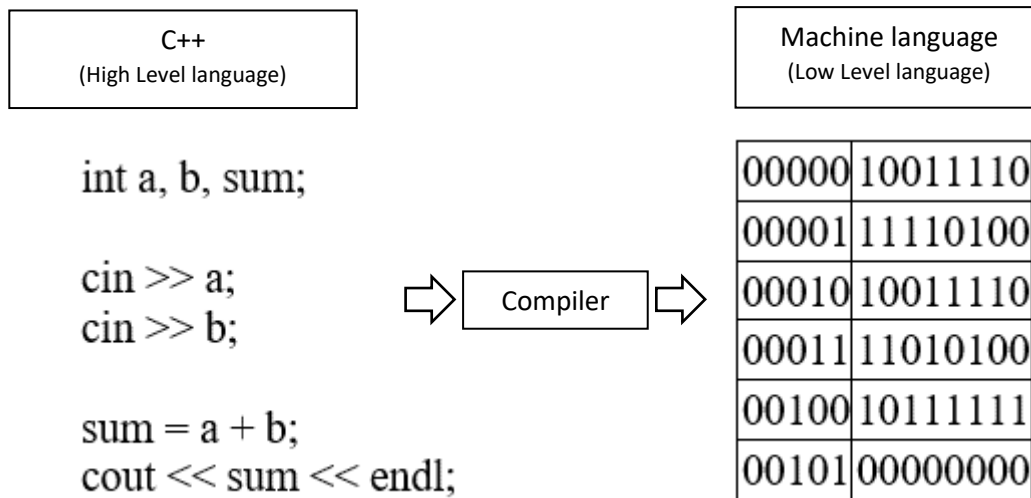 C++
(High Level language)
int a, b, sum;
cin >> a;
cin >> b;
sum = a + b;
cout << sum << endl;
Compiler
Machine language
(Low Level language)
00000 10011110
00001 11110100
00010 10011110
00011 11010100
00100 10111111
00101 00000000